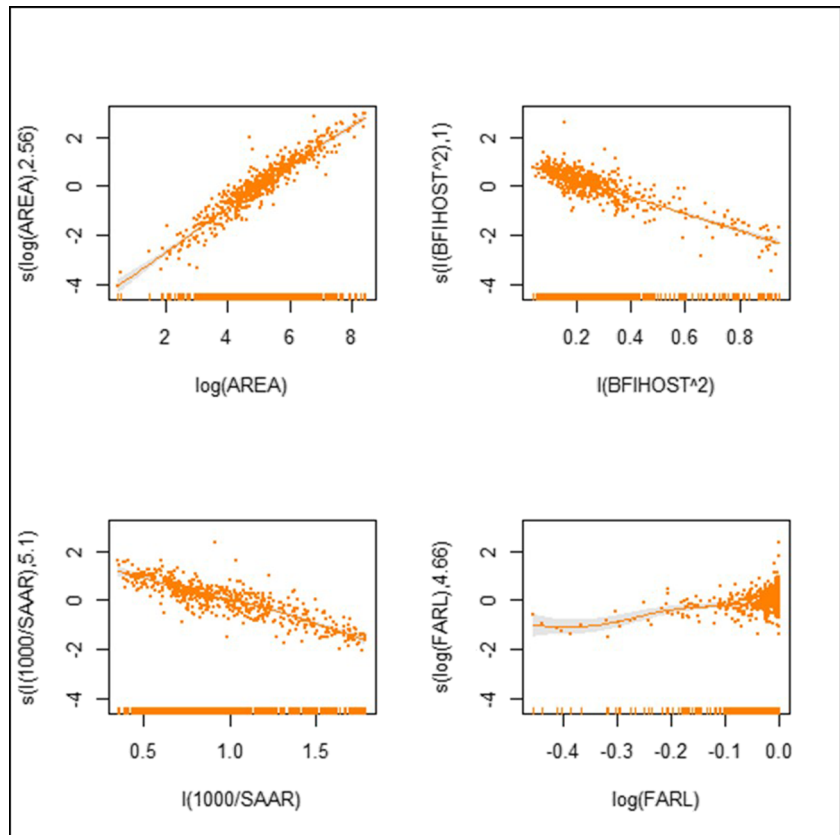 s(log(AREA),2.56)
2
0
-2
-4
2 4 6 8
log(AREA)
s(I(BFIHOST^2),1)
2
0
-2
-4
0.2 0.4 0.6 0.8
I(BFIHOST^2)
s(I(1000/SAAR),5.1)
2
0
-2
-4
0.5 1.0 1.5
I(1000/SAAR)
s(log(FARL),4.66)
2
0
-2
-4
-0.4 -0.3 -0.2 -0.1 0.0
log(FARL)